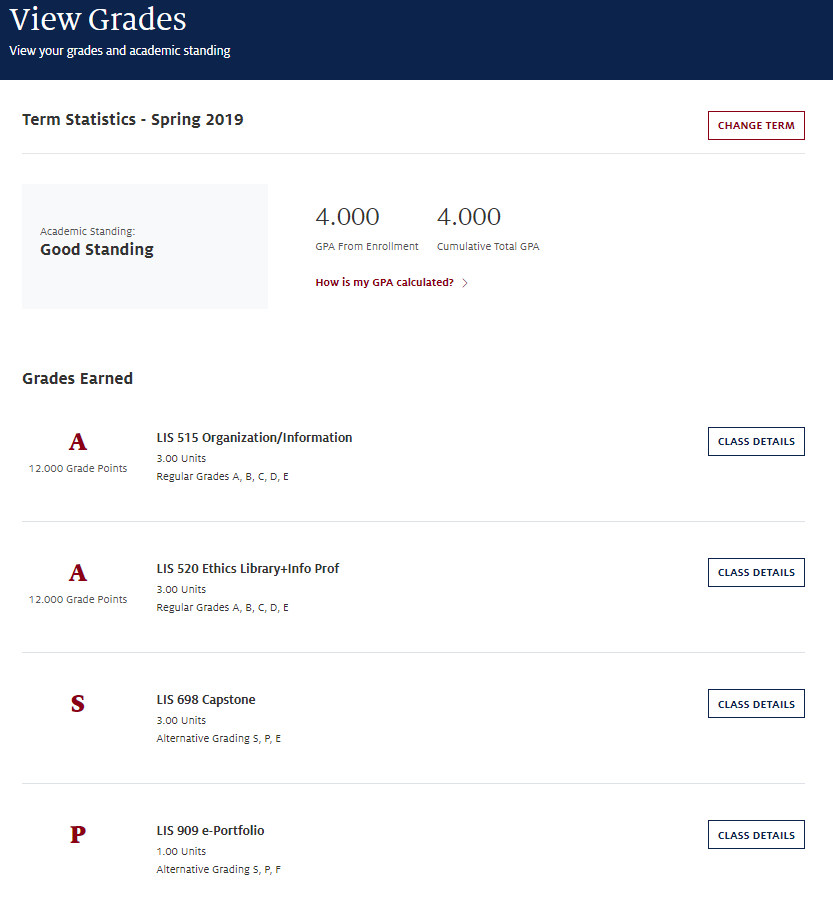 View Grades
View your grades and academic standing
Term Statistics - Spring 2019
CHANGE TERM
Academic Standing:
Good Standing
4.000
GPA From Enrollment
4.000
Cumulative Total GPA
How is my GPA calculated?
Grades Earned
A
12.000 Grade Points
LIS 515 Organization/Information
3.00 Units
Regular Grades A, B, C, D, E
CLASS DETAILS
A
12.000 Grade Points
LIS 520 Ethics Library+Info Prof
3.00 Units
Regular Grades A, B, C, D, E
CLASS DETAILS
S
LIS 698 Capstone
3.00 Units
Alternative Grading S, P, E
CLASS DETAILS
P
LIS 909 e-Portfolio
1.00 Units
Alternative Grading S, P, F
CLASS DETAILS